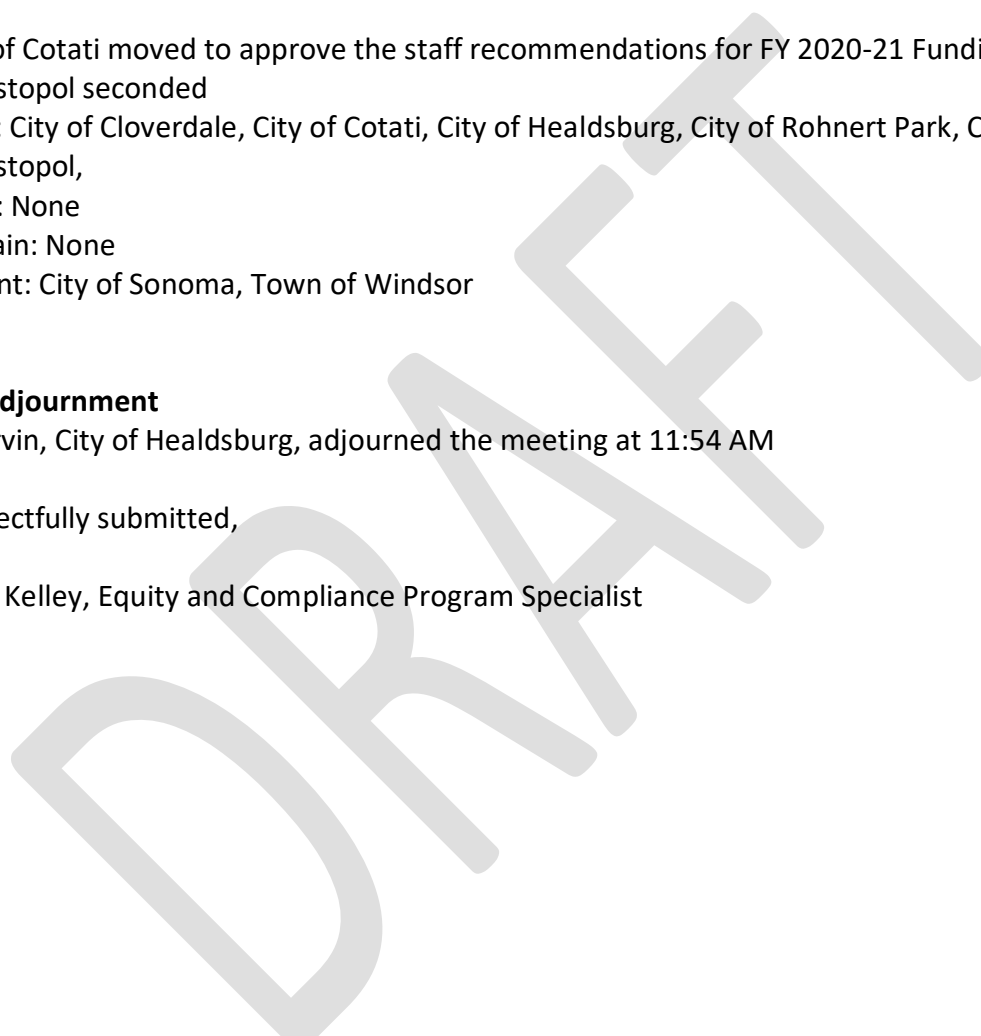 of Cotati moved to approve the staff recommendations for FY 2020-21 Fundi
stopol seconded
: City of Cloverdale, City of Cotati, City of Healdsburg, City of Rohnert Park, C
stopol,
: None
ain: None
nt: City of Sonoma, Town of Windsor
djournment
rvin, City of Healdsburg, adjourned the meeting at 11:54 AM
ectfully submitted,
Kelley, Equity and Compliance Program Specialist
DRAFT